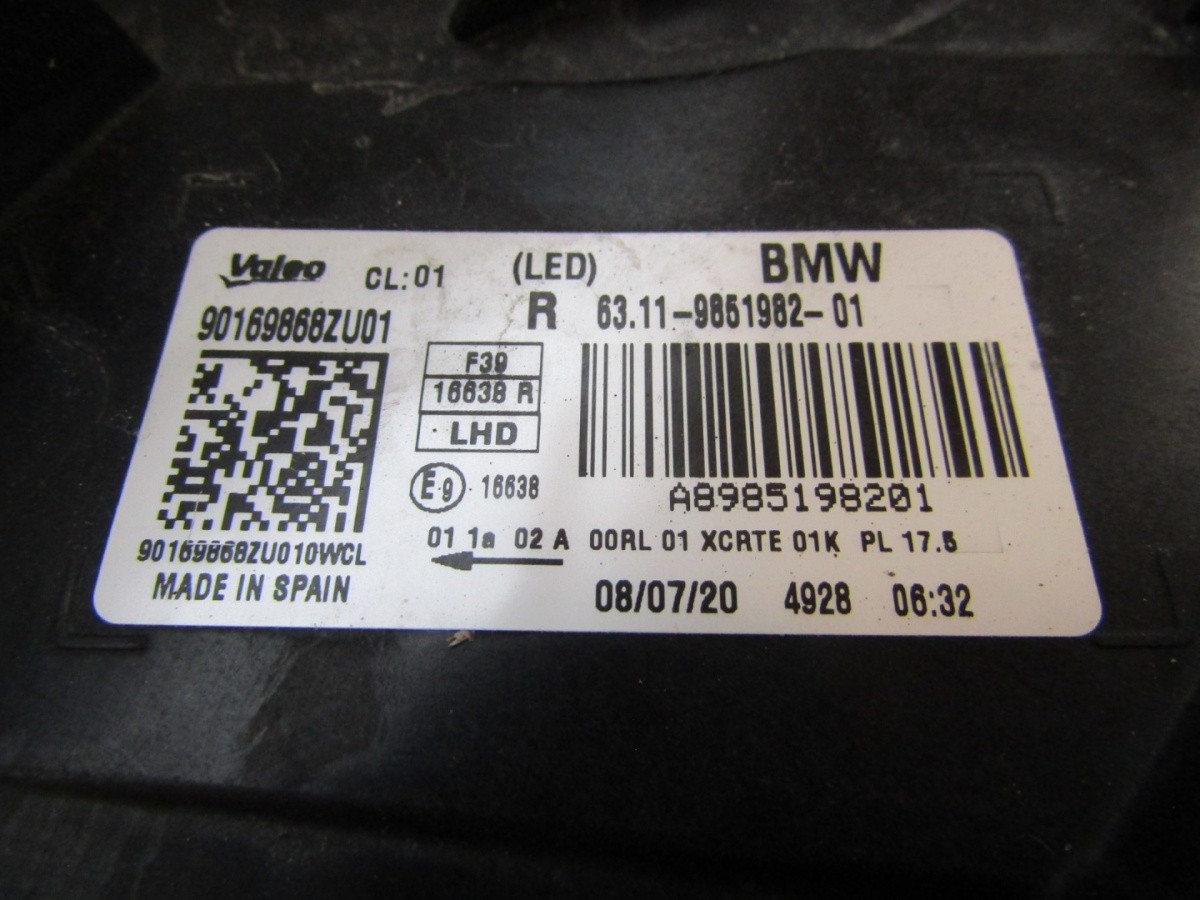 Valeo CL:01 (LED) BMW
90169868ZU01 R 63.11-9851982-01
F39
16638 R
LHD
E9 16638
A8985198201
90169868ZU010WCL 01 1a 02 A 00RL 01 XCRTE 01K PL 17.5
MADE IN SPAIN 08/07/20 4928 06:32